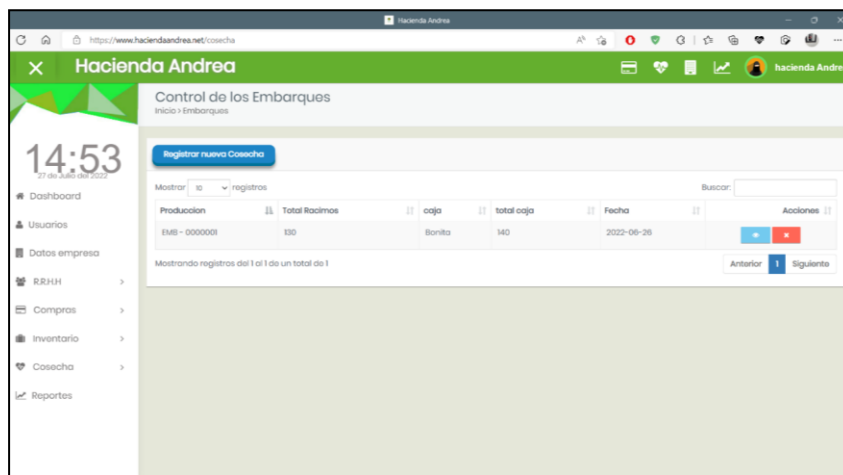 Hacienda Andrea
https://www.haciendaandrea.net/cosecha
Hacienda Andrea
hacienda Andre
Control de los Embarques
Inicio > Embarques
14:53
27 de Julio del 2022
Dashboard
Usuarios
Datos empresa
RRHH
Compras
Inventario
Cosecha
Reportes
Registrar nueva Cosecha
Mostrar 10 registros
Buscar:
Produccion Total Racimos caja total caja Fecha Acciones
EMB - 0000001 130 Bonita 140 2022-06-26
Mostrando registros del 1 al 1 de un total de 1
Anterior 1 Siguiente